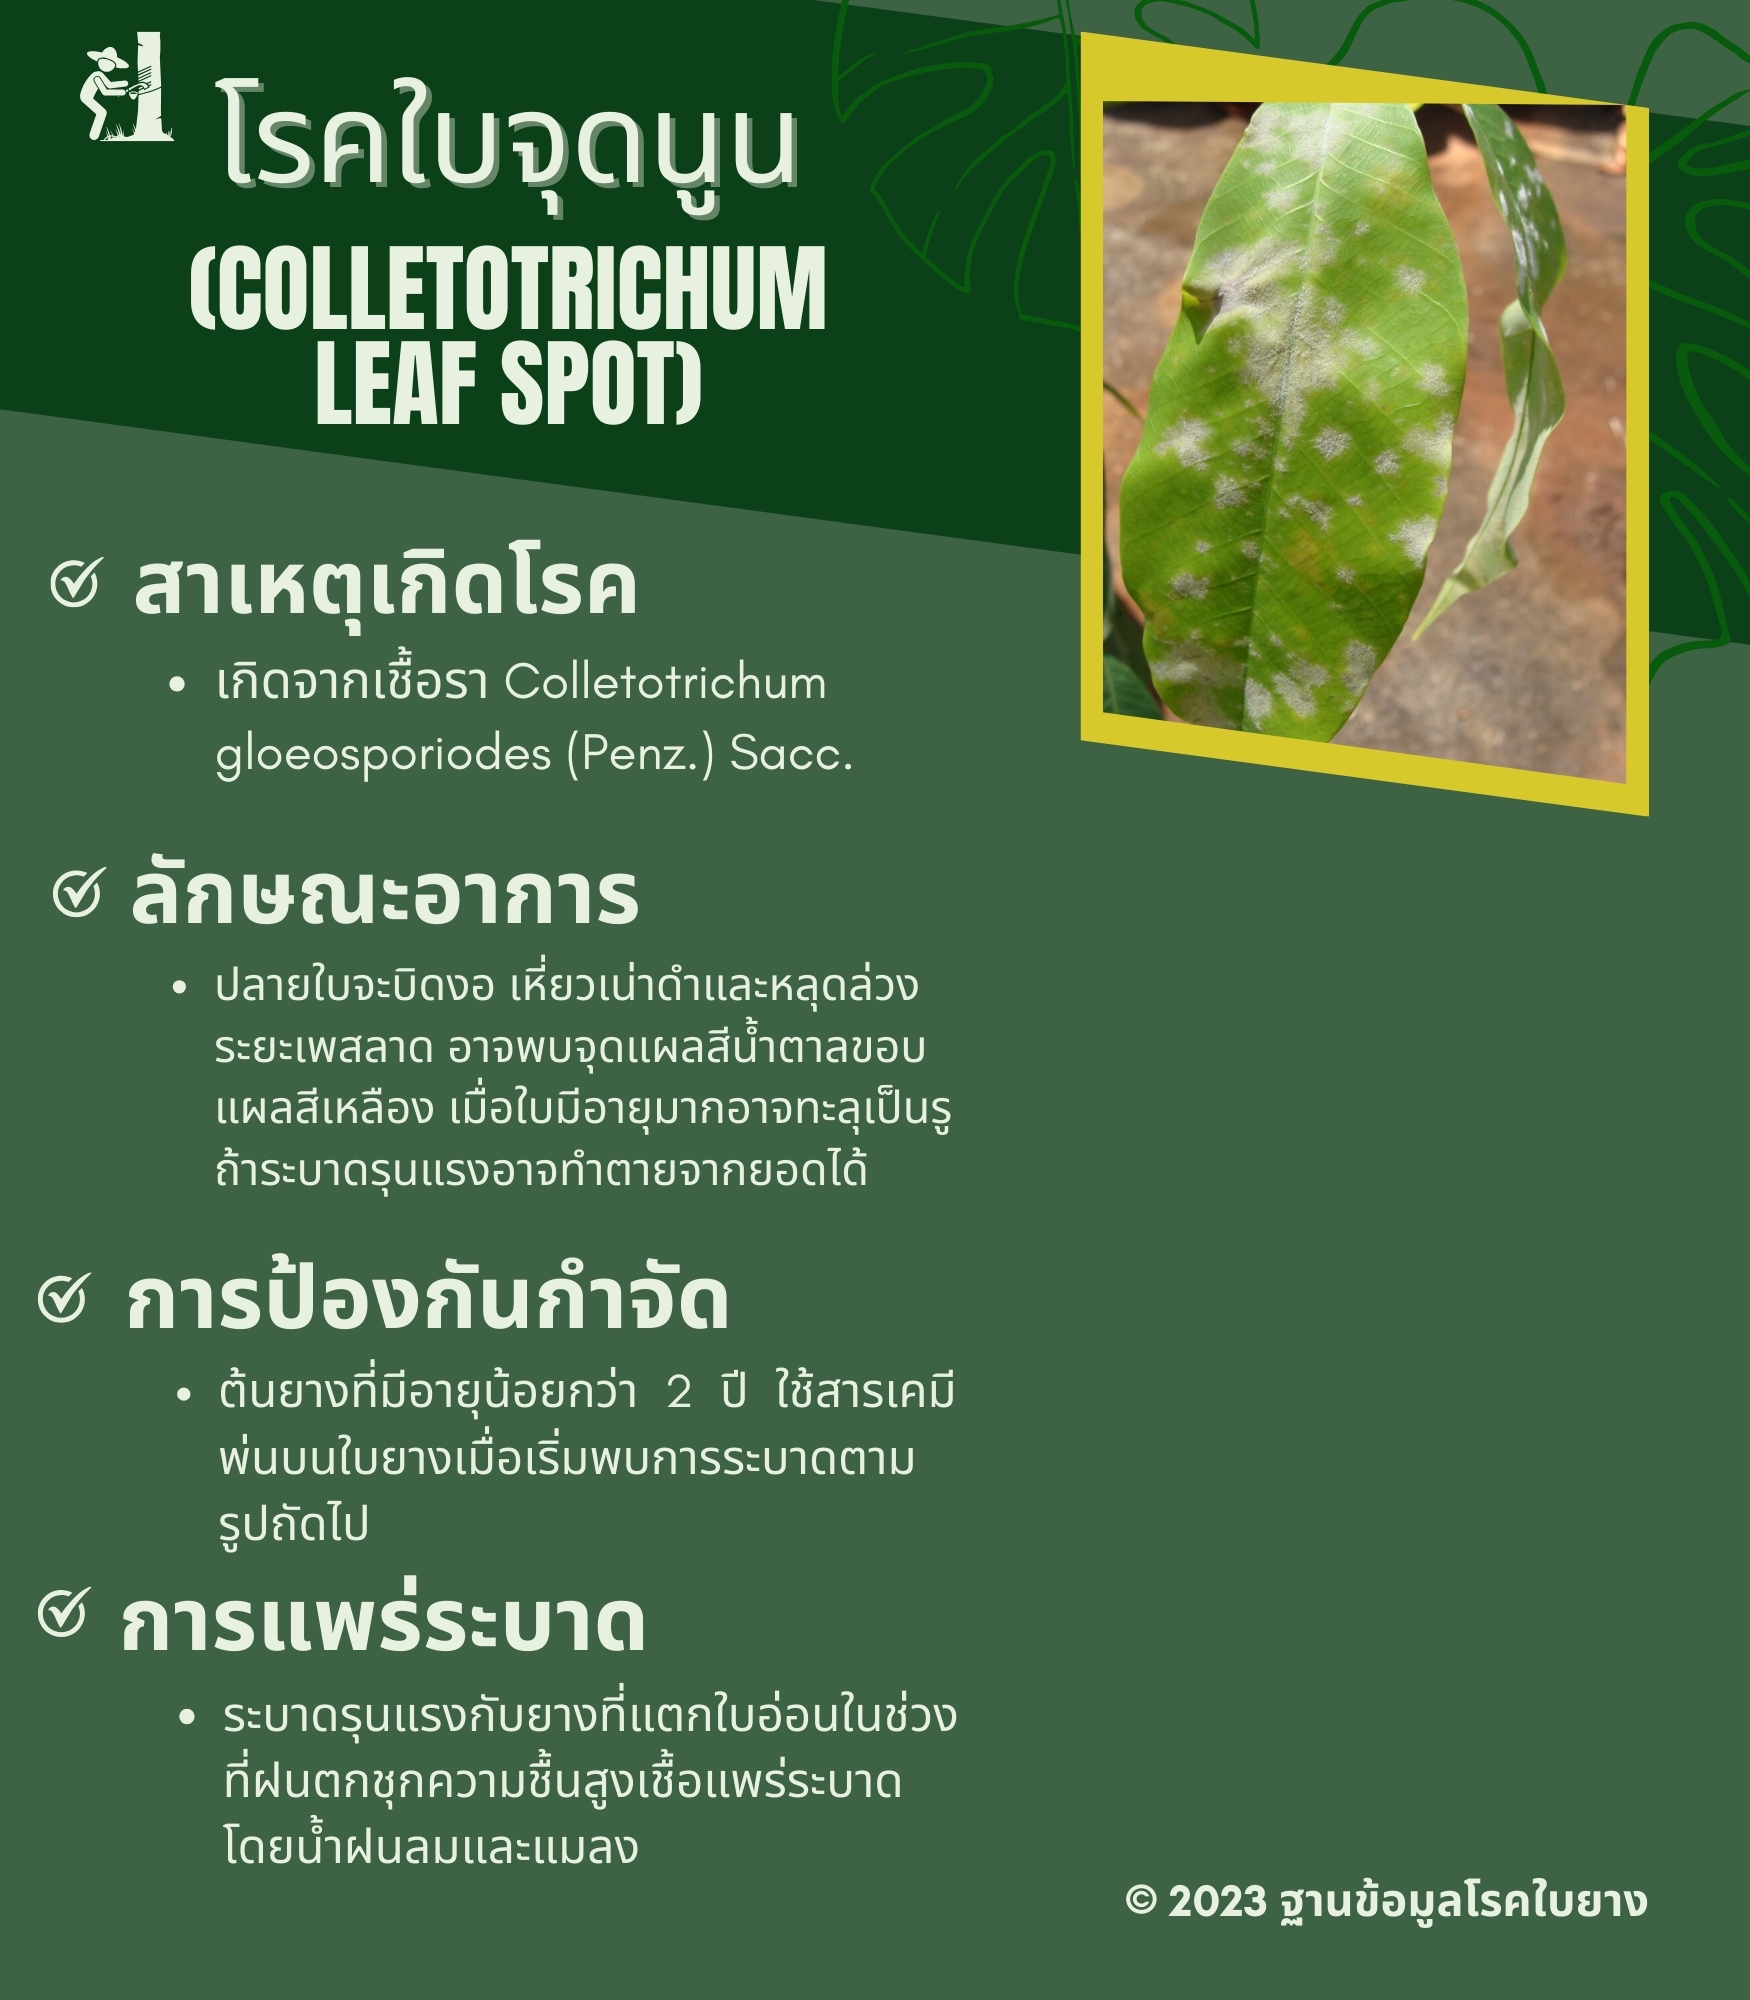 โรคใบจุดนูน
(COLLETOTRICHUM
LEAF SPOT)
สาเหตุเกิดโรค
• เกิดจากเชื้อรา Colletotrichum
gloeosporiodes (Penz.) Sacc.
ลักษณะอาการ
• ปลายใบจะบิดงอ เหี่ยวเน่าดำและหลุดล่วง
ระยะเพสลาด อาจพบจุดแผลสีน้ำตาลขอบ
แผลสีเหลือง เมื่อใบมีอายุมากอาจทะลุเป็นรู
ถ้าระบาดรุนแรงอาจทำตายจากยอดได้
การป้องกันกำจัด
• ต้นยางที่มีอายุน้อยกว่า 2 ปี ใช้สารเคมี
พ่นบนใบยางเมื่อเริ่มพบการระบาดตาม
รูปถัดไป
การแพร่ระบาด
• ระบาดรุนแรงกับยางที่แตกใบอ่อนในช่วง
ที่ฝนตกชุกความชื้นสูงเชื้อแพร่ระบาด
โดยน้ำฝนลมและแมลง
© 2023 ฐานข้อมูลโรคใบยาง